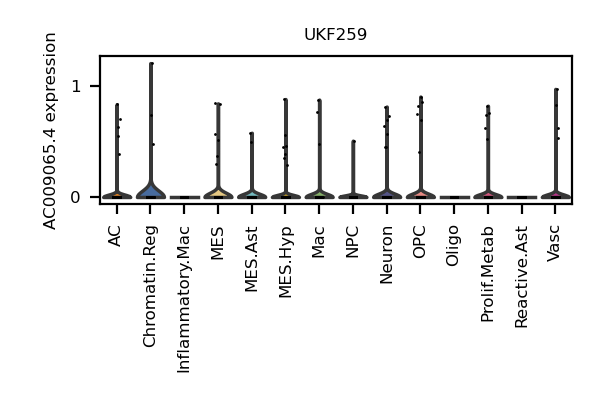 UKF259
AC009065.4 expression
1
0
AC
Chromatin.Reg
Inflammatory.Mac
MES
MES.Ast
MES.Hyp
Mac
NPC
Neuron
OPC
Oligo
Prolif.Metab
Reactive.Ast
Vasc